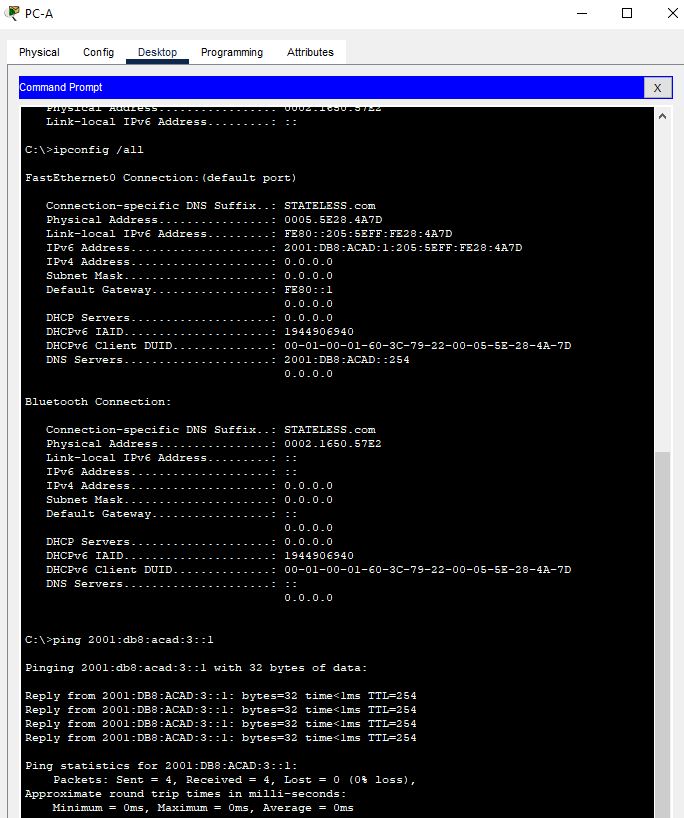 PC-A
Physical Config Desktop Programming Attributes
Command Prompt
X
Physical Address................: 0002.1650.57E2
Link-local IPv6 Address.........: ::
C:\>ipconfig /all
FastEthernet0 Connection:(default port)
Connection-specific DNS Suffix..: STATELESS.com
Physical Address................: 0005.5E28.4A7D
Link-local IPv6 Address.........: FE80::205:5EFF:FE28:4A7D
IPv6 Address....................: 2001:DB8:ACAD:1:205:5EFF:FE28:4A7D
IPv4 Address....................: 0.0.0.0
Subnet Mask.....................: 0.0.0.0
Default Gateway.................: FE80::1
0.0.0.0
DHCP Servers....................: 0.0.0.0
DHCPv6 IAID.....................: 1944906940
DHCPv6 Client DUID..............: 00-01-00-01-60-3C-79-22-00-05-5E-28-4A-7D
DNS Servers.....................: 2001:DB8:ACAD::254
0.0.0.0
Bluetooth Connection:
Connection-specific DNS Suffix..: STATELESS.com
Physical Address................: 0002.1650.57E2
Link-local IPv6 Address.........: ::
IPv6 Address....................: ::
IPv4 Address....................: 0.0.0.0
Subnet Mask.....................: 0.0.0.0
Default Gateway.................: ::
0.0.0.0
DHCP Servers....................: 0.0.0.0
DHCPv6 IAID.....................: 1944906940
DHCPv6 Client DUID..............: 00-01-00-01-60-3C-79-22-00-05-5E-28-4A-7D
DNS Servers.....................: ::
0.0.0.0
C:\>ping 2001:db8:acad:3::1
Pinging 2001:db8:acad:3::1 with 32 bytes of data:
Reply from 2001:DB8:ACAD:3::1: bytes=32 time<1ms TTL=254
Reply from 2001:DB8:ACAD:3::1: bytes=32 time<1ms TTL=254
Reply from 2001:DB8:ACAD:3::1: bytes=32 time<1ms TTL=254
Reply from 2001:DB8:ACAD:3::1: bytes=32 time<1ms TTL=254
Ping statistics for 2001:DB8:ACAD:3::1:
Packets: Sent = 4, Received = 4, Lost = 0 (0% loss),
Approximate round trip times in milli-seconds:
Minimum = 0ms, Maximum = 0ms, Average = 0ms